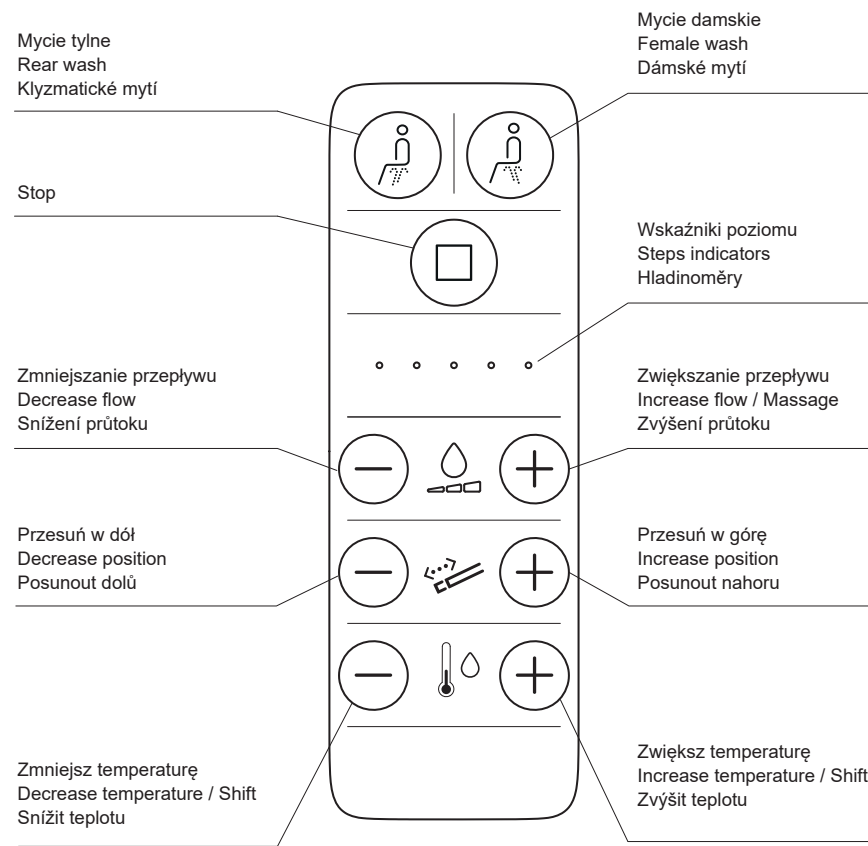 Mycie tylne
Rear wash
Klyzmatické mytí
Mycie damskie
Female wash
Dámské mytí
Stop
Wskaźniki poziomu
Steps indicators
Hladinoměry
Zmniejszanie przepływu
Decrease flow
Snížení průtoku
Zwiększanie przepływu
Increase flow / Massage
Zvýšení průtoku
Przesuń w dół
Decrease position
Posunout dolů
Przesuń w górę
Increase position
Posunout nahoru
Zmniejsz temperaturę
Decrease temperature / Shift
Snížit teplotu
Zwiększ temperaturę
Increase temperature / Shift
Zvýšit teplotu